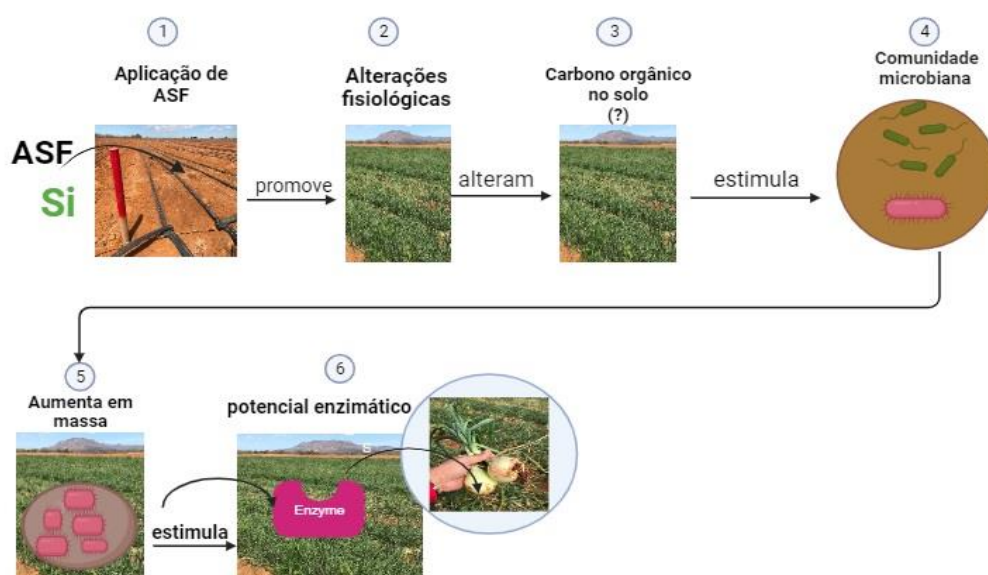 1
2
3
4
Aplicação de
ASF
Alterações
fisiológicas
Carbono orgânico
no solo
(?)
Comunidade
microbiana
ASF
Si
promove
alteram
estimula
5
6
Aumenta em
massa
potencial enzimático
Enzyme
estimula